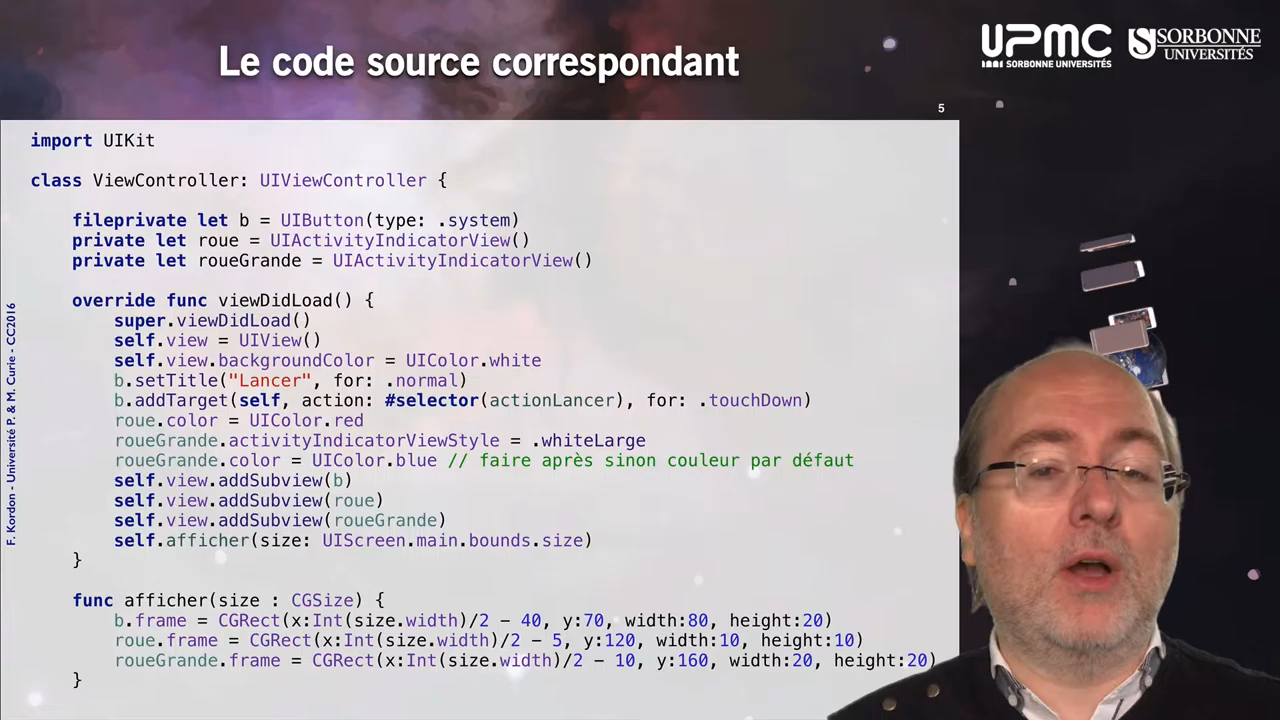 Le code source correspondant
UPMC
SORBONNE UNIVERSITÉS
SORBONNE
UNIVERSITÉS
5
import UIKit
class ViewController: UIViewController {
fileprivate let b = UIButton(type: .system)
private let roue = UIActivityIndicatorView()
private let roueGrande = UIActivityIndicatorView()
override func viewDidLoad() {
super.viewDidLoad()
self.view = UIView()
self.view.backgroundColor = UIColor.white
b.setTitle("Lancer", for: .normal)
b.addTarget(self, action: #selector(actionLancer), for: .touchDown)
roue.color = UIColor.red
roueGrande.activityIndicatorViewStyle = .whiteLarge
roueGrande.color = UIColor.blue // faire après sinon couleur par défaut
self.view.addSubview(b)
self.view.addSubview(roue)
self.view.addSubview(roueGrande)
self.afficher(size: UIScreen.main.bounds.size)
}
func afficher(size : CGSize) {
b.frame = CGRect(x:Int(size.width)/2 - 40, y:70, width:80, height:20)
roue.frame = CGRect(x:Int(size.width)/2 - 5, y:120, width:10, height:10)
roueGrande.frame = CGRect(x:Int(size.width)/2 - 10, y:160, width:20, height:20)
}
F. Kordon - Université P. & M. Curie - CC2016